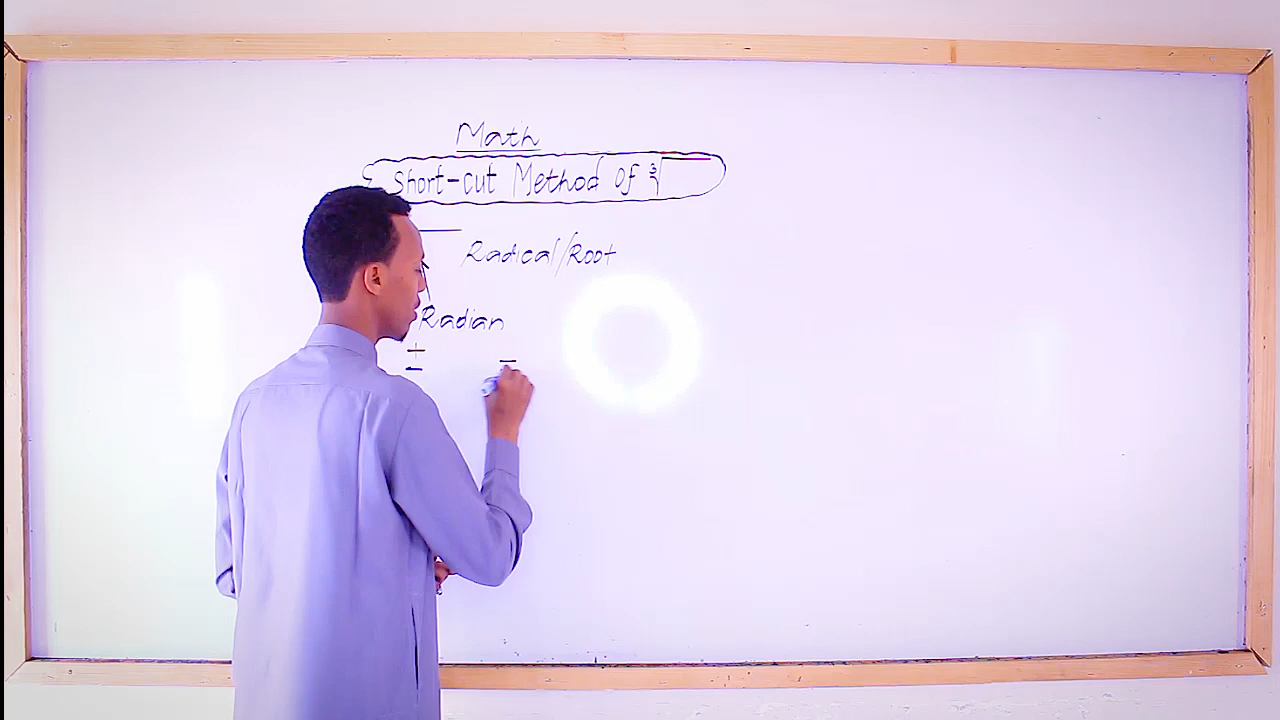 Math
Short-cut Method of ∛
Radical/Root
Radian
÷